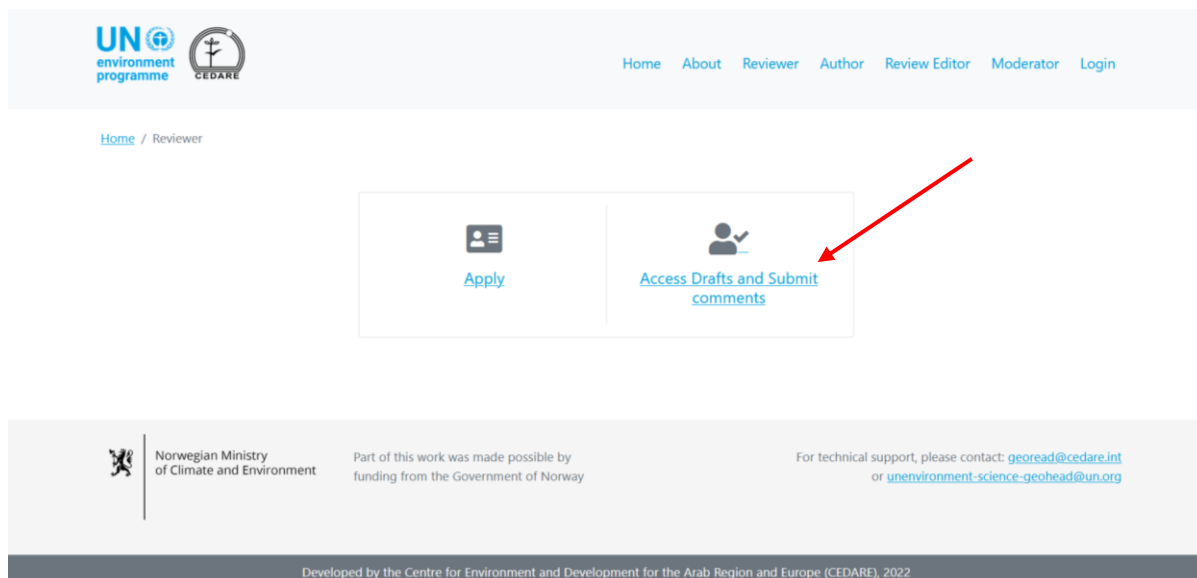 UN
environment
programme
CEDARE
Home About Reviewer Author Review Editor Moderator Login
Home / Reviewer
Apply
Access Drafts and Submit
comments
Norwegian Ministry
of Climate and Environment
Part of this work was made possible by
funding from the Government of Norway
For technical support, please contact: georead@cedare.int
or unenvironment-science-geohead@un.org
Developed by the Centre for Environment and Development for the Arab Region and Europe (CEDARE), 2022